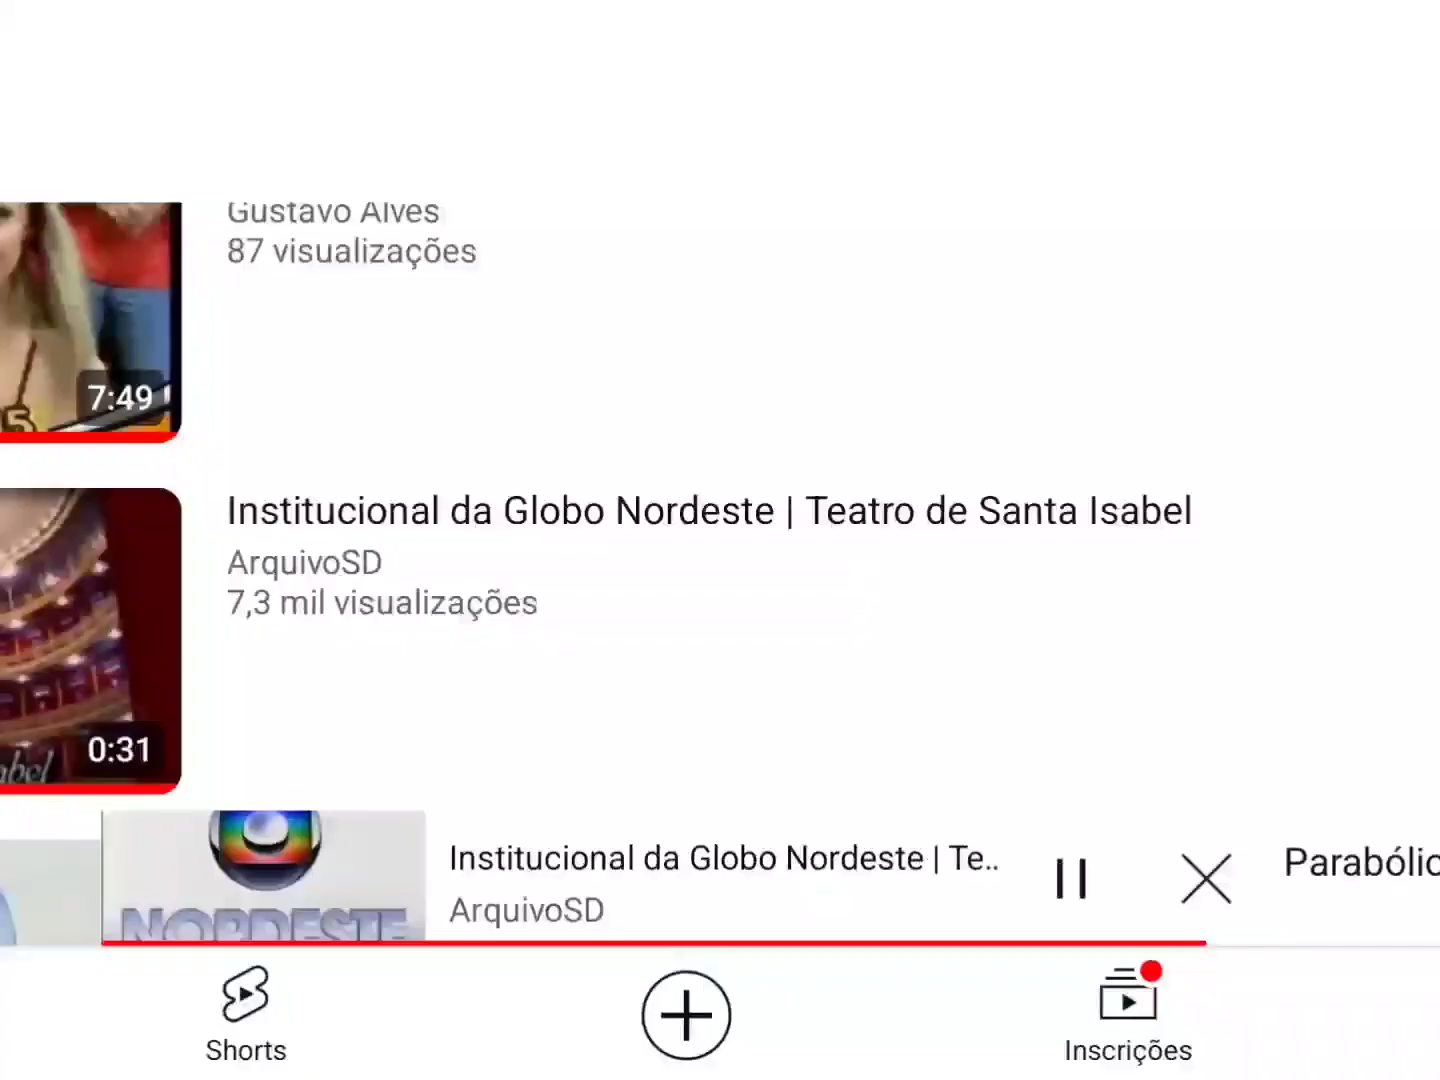 Gustavo Alves
87 visualizações
7:49
Institucional da Globo Nordeste | Teatro de Santa Isabel
ArquivoSD
7,3 mil visualizações
0:31
Institucional da Globo Nordeste | Te..
ArquivoSD
NORDESTE
Parabólic
Shorts
Inscrições